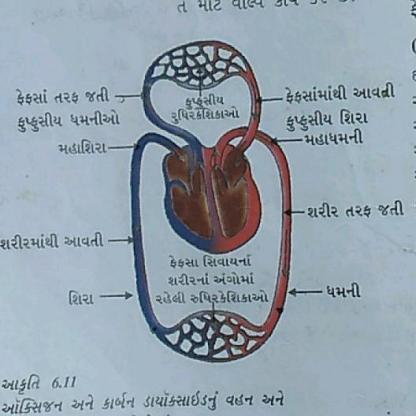 તે માટે વાલ્વ કાર્ય કરે છે.
ફેફસાં તરફ જતી
ફુપ્ફુસીય ધમનીઓ
ફુપ્ફુસીય
રુધિરકેશિકાઓ
ફેફસાંમાંથી આવતી
ફુપ્ફુસીય શિરા
મહાશિરા
મહાધમની
શરીર તરફ જતી
શરીરમાંથી આવતી
ફેફસા સિવાયનાં
શરીરનાં અંગોમાં
રહેલી રુધિરકેશિકાઓ
શિરા
ધમની
આકૃતિ 6.11
ઑક્સિજન અને કાર્બન ડાયૉક્સાઇડનું વહન અને